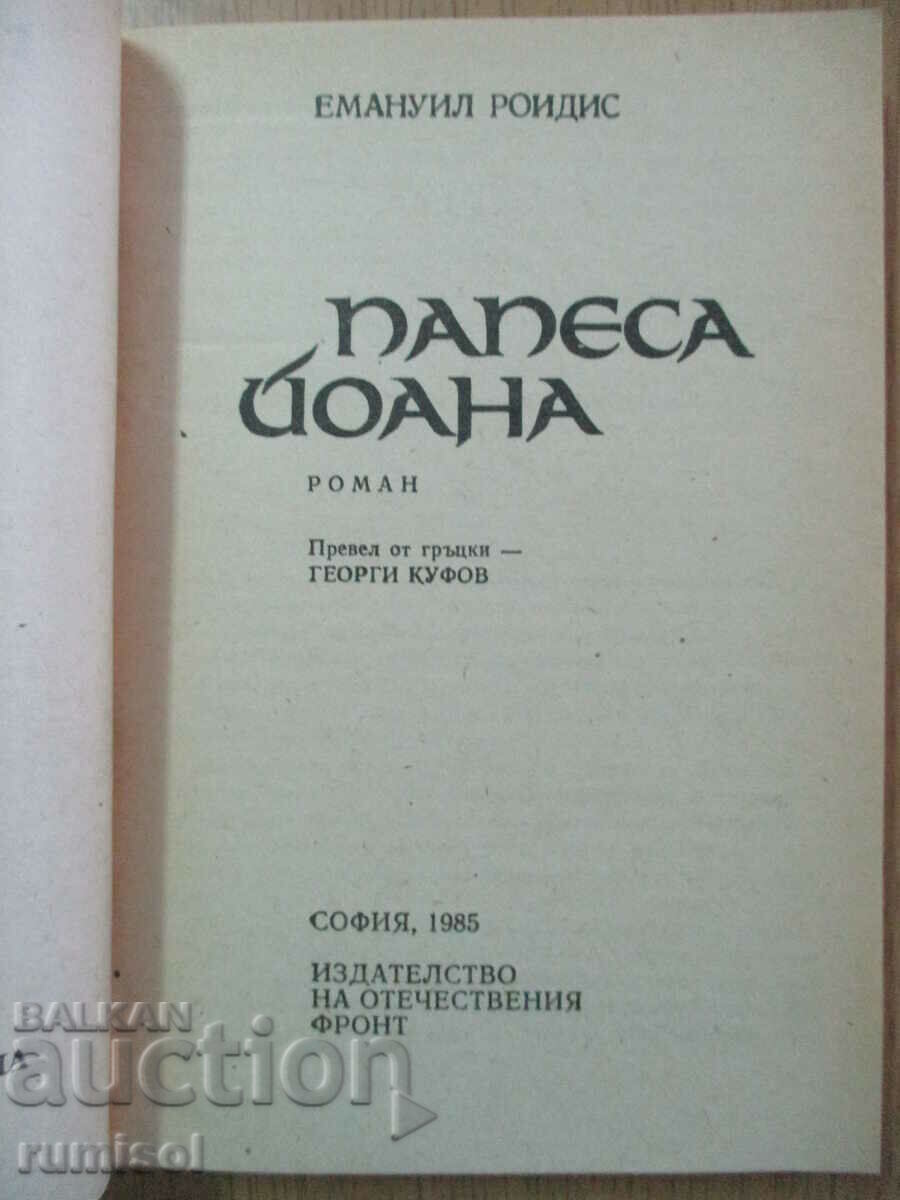 ЕМАНУИЛ РОИДИС
ПАПЕСА
ЙОАНА
РОМАН
Превел от гръцки —
ГЕОРГИ КУФОВ
СОФИЯ, 1985
ИЗДАТЕЛСТВО
НА ОТЕЧЕСТВЕНИЯ
ФРОНТ
BALKAN
auction
rumisol